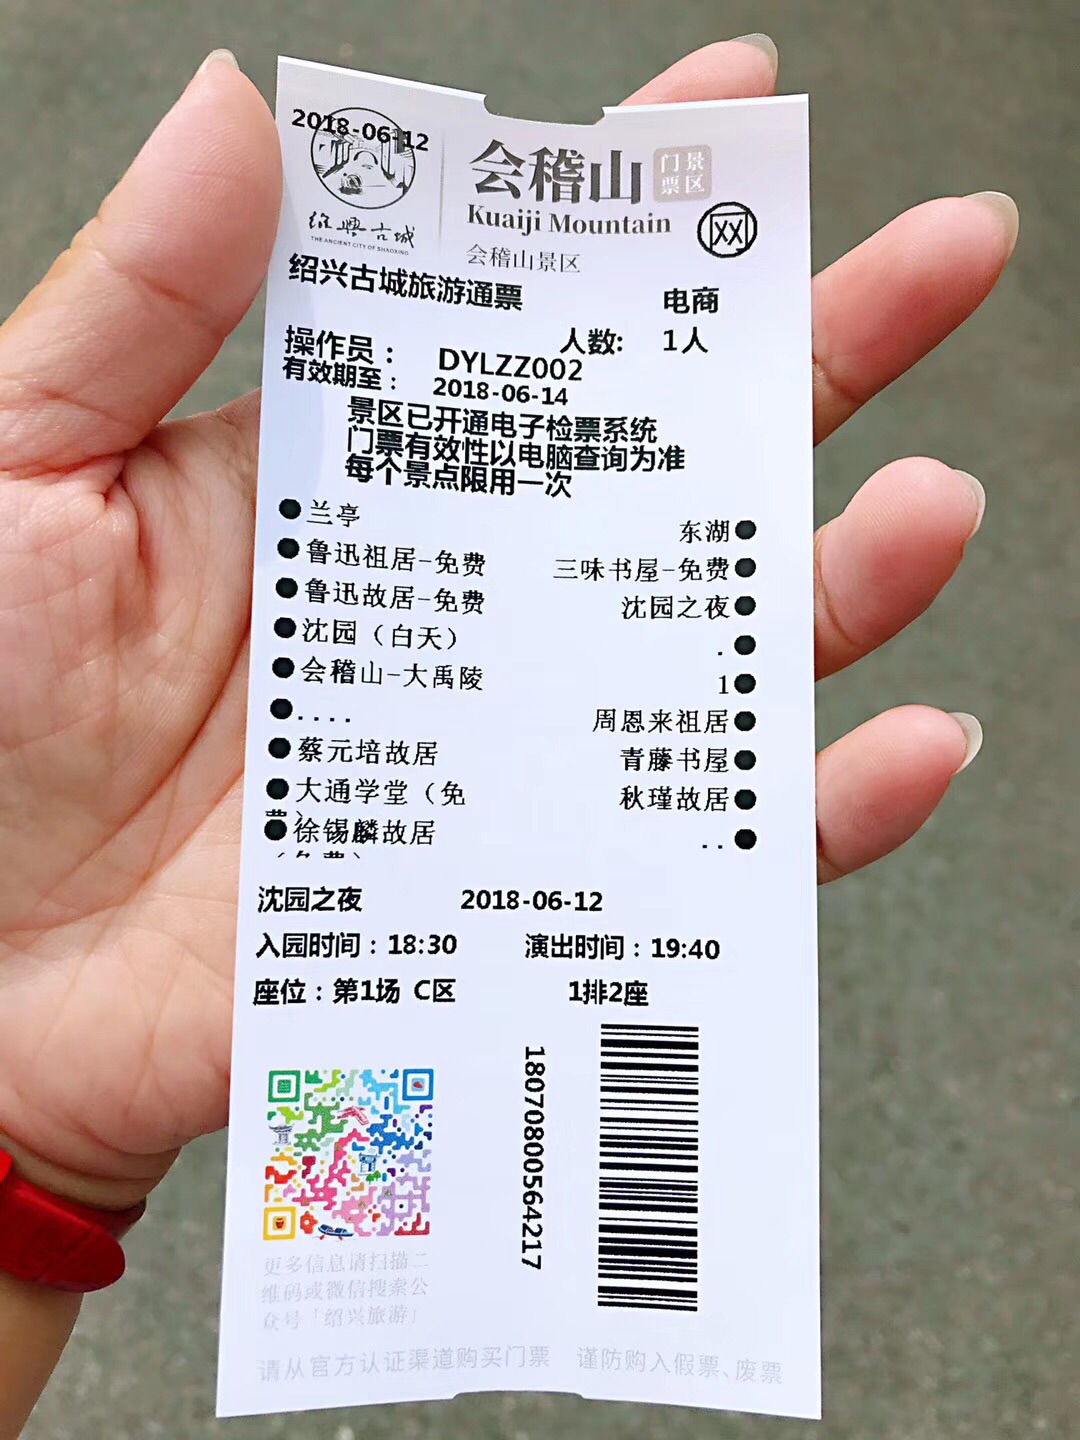 2018-06-12
会稽山 门票 景区
Kuaiji Mountain
绍兴古城
THE ANCIENT CITY OF SHAOXING
会稽山景区
网
绍兴古城旅游通票 电商
人数: 1人
操作员： DYLZZ002
有效期至： 2018-06-14
景区已开通电子检票系统
门票有效性以电脑查询为准
每个景点限用一次
●兰亭 东湖●
●鲁迅祖居-免费 三味书屋-免费●
●鲁迅故居-免费 沈园之夜●
●沈园（白天） .●
●会稽山-大禹陵 1●
●.... 周恩来祖居●
●蔡元培故居 青藤书屋●
●大通学堂（免 秋瑾故居●
费）
●徐锡麟故居 ..●
（免费）
沈园之夜 2018-06-12
入园时间：18:30 演出时间：19:40
座位：第1场 C区 1排2座
18070800564217
更多信息请扫描二
维码或微信搜索公
众号「绍兴旅游」
请从官方认证渠道购买门票 谨防购入假票、废票